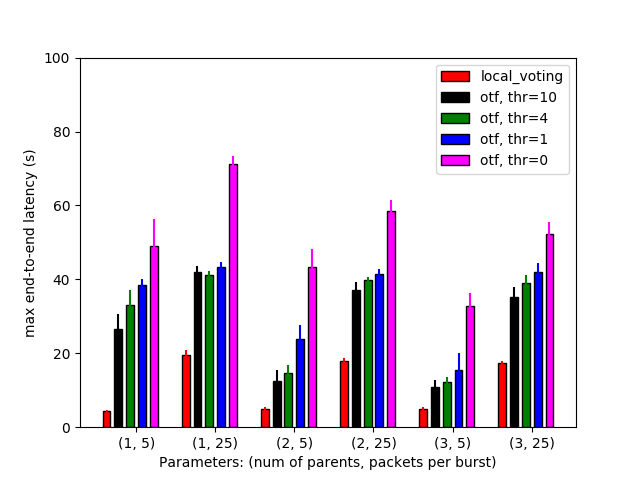 100
80
60
40
20
0
max end-to-end latency (s)
local_voting
otf, thr=10
otf, thr=4
otf, thr=1
otf, thr=0
(1, 5) (1, 25) (2, 5) (2, 25) (3, 5) (3, 25)
Parameters: (num of parents, packets per burst)